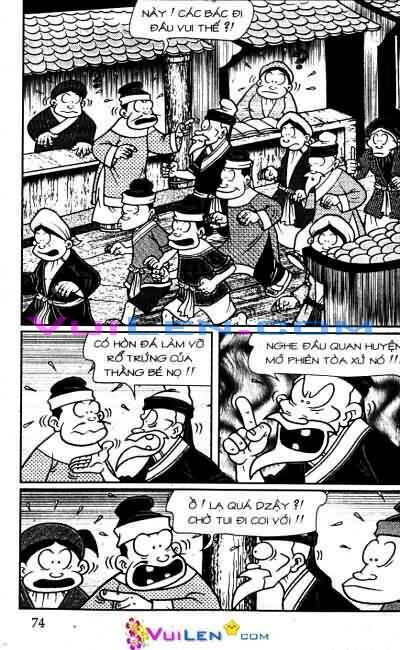 NÀY! CÁC BÁC ĐI
ĐÂU VUI THẾ?!
CÓ HÒN ĐÁ LÀM VỠ
RỔ TRỨNG CỦA
THẰNG BÉ NỌ!!
NGHE ĐÂU QUAN HUYỆN
MỞ PHIÊN TÒA XỬ NÓ!!
VUILEN.COM
Ồ! LẠ QUÁ DZẬY?!
CHỜ TUI ĐI COI VỚI!!
74
VUILEN.COM